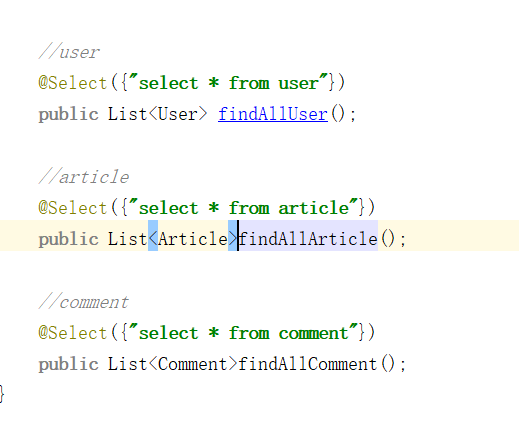 //user
@Select({"select * from user"})
public List<User> findAllUser();
//article
@Select({"select * from article"})
public List<Article>findAllArticle();
//comment
@Select({"select * from comment"})
public List<Comment>findAllComment();
}